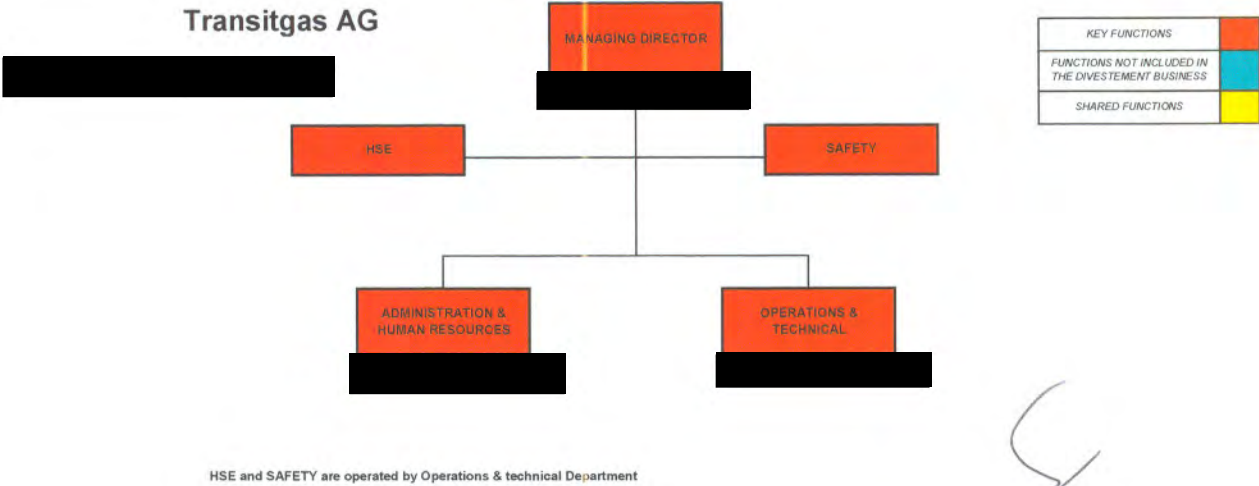 Transitgas AG
MANAGING DIRECTOR
KEY FUNCTIONS
FUNCTIONS NOT INCLUDED IN
THE DIVESTEMENT BUSINESS
SHARED FUNCTIONS
HSE
SAFETY
ADMINISTRATION &
HUMAN RESOURCES
OPERATIONS &
TECHNICAL
HSE and SAFETY are operated by Operations & technical Department